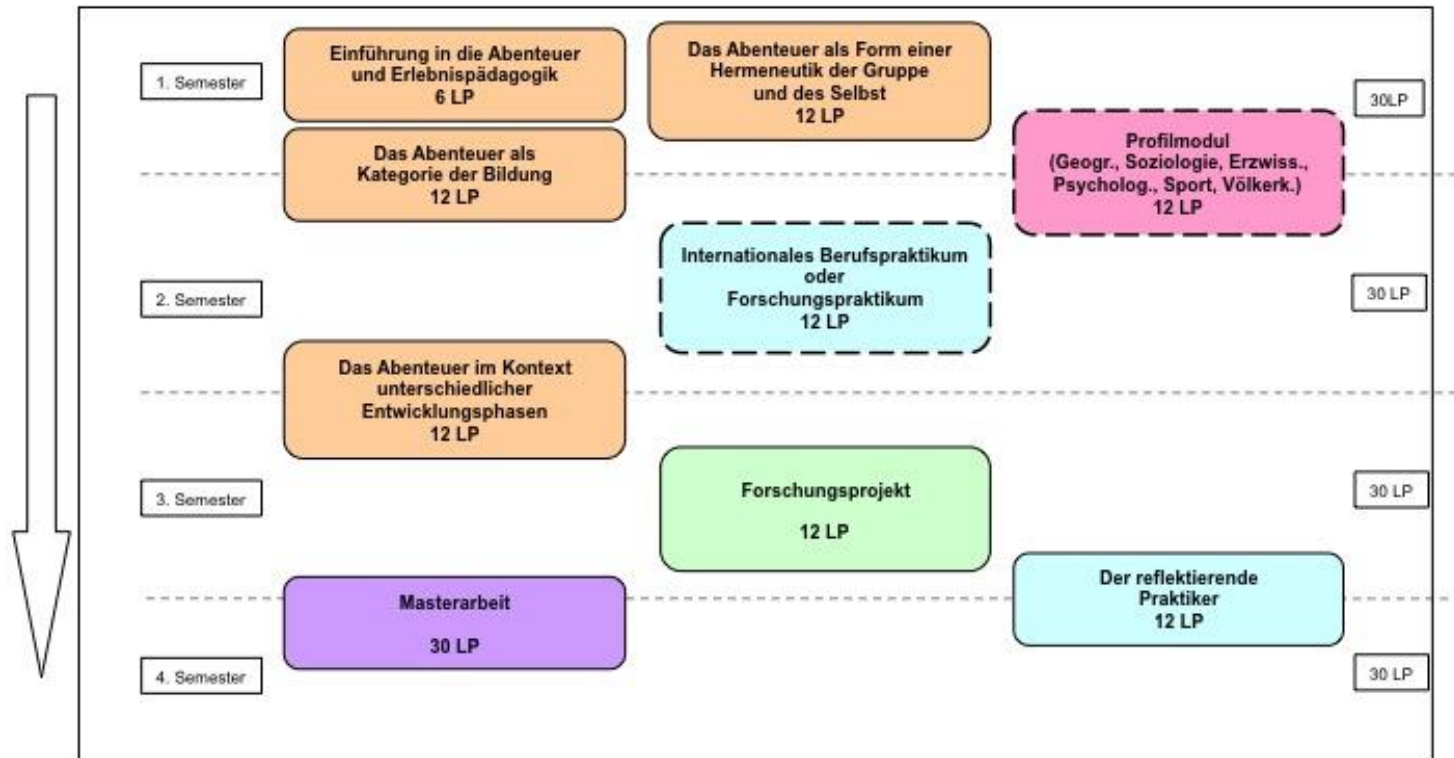 1. Semester
Einführung in die Abenteuer
und Erlebnispädagogik
6 LP
Das Abenteuer als Form einer
Hermeneutik der Gruppe
und des Selbst
12 LP
30LP
Das Abenteuer als
Kategorie der Bildung
12 LP
Profilmodul
(Geogr., Soziologie, Erzwiss.,
Psycholog., Sport, Völkerk.)
12 LP
2. Semester
Internationales Berufspraktikum
oder
Forschungspraktikum
12 LP
30 LP
Das Abenteuer im Kontext
unterschiedlicher
Entwicklungsphasen
12 LP
3. Semester
Forschungsprojekt
12 LP
30 LP
Masterarbeit
30 LP
Der reflektierende
Praktiker
12 LP
4. Semester
30 LP